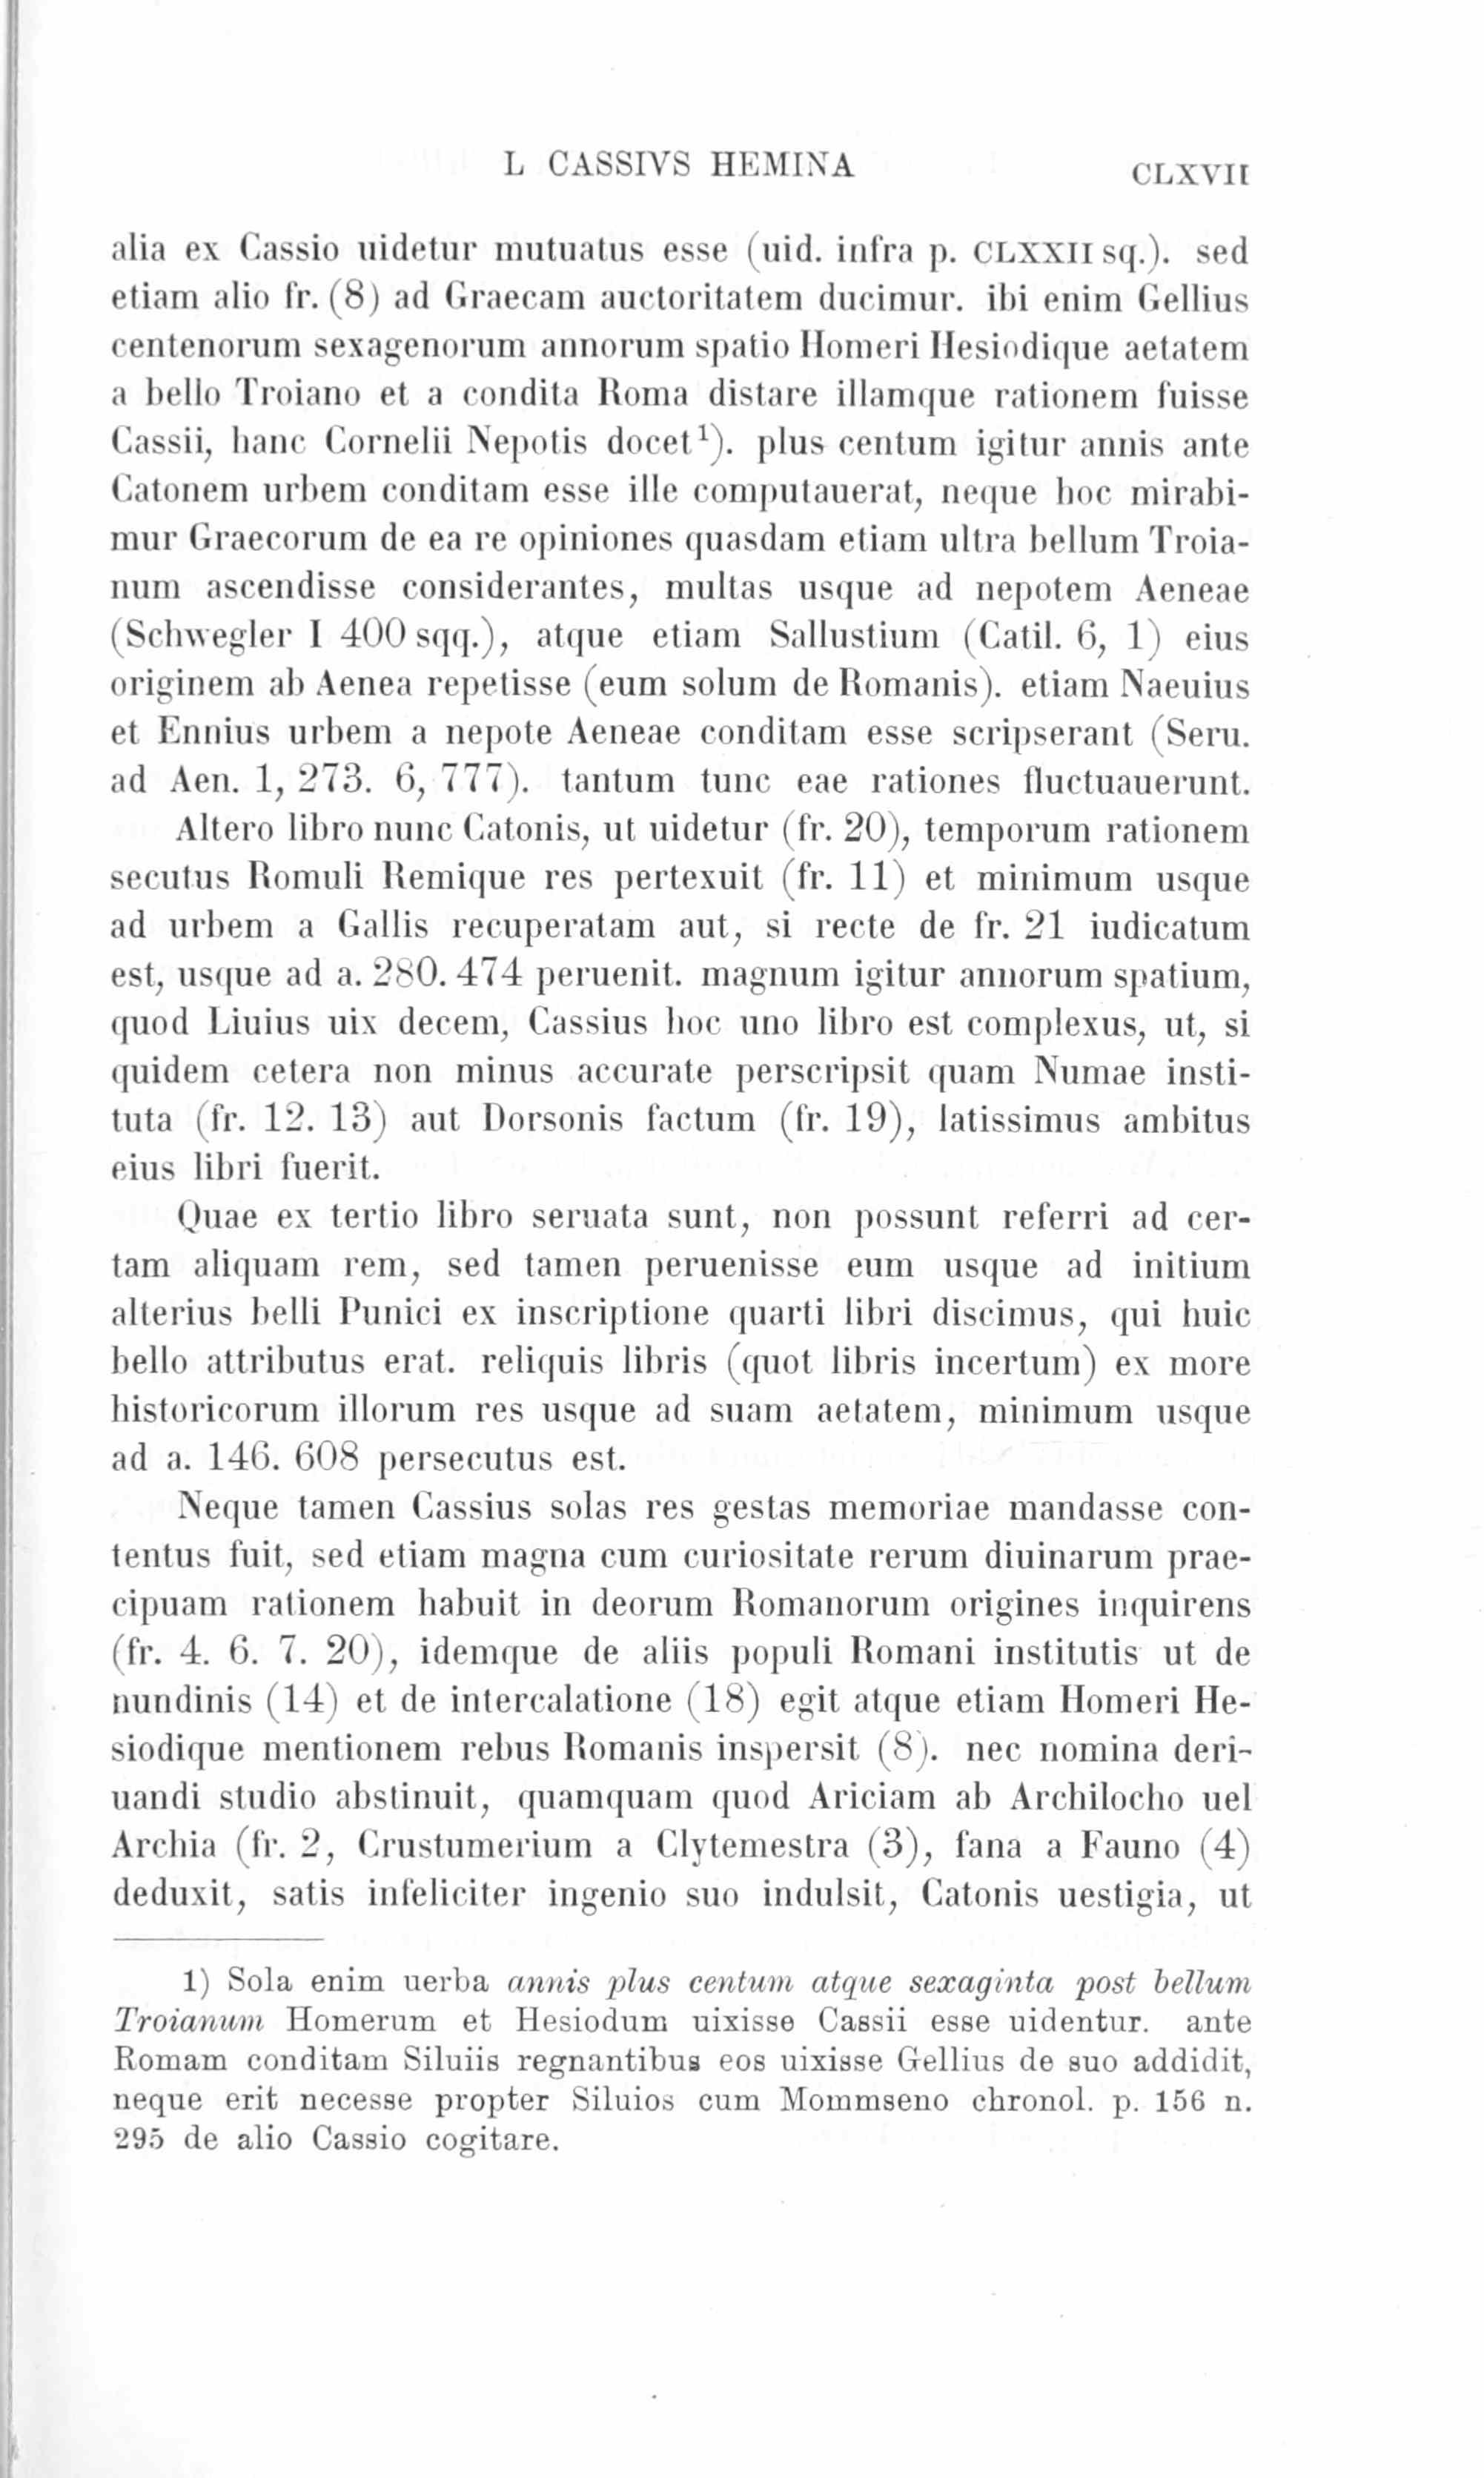 L CASSIVS HEMINA
CLXVII
alia ex Cassio uidetur mutuatus esse (uid. infra p. CLXXII sq.). sed
etiam alio fr. (8) ad Graecam auctoritatem ducimur. ibi enim Gellius
centenorum sexagenorum annorum spatio Homeri Hesiodique aetatem
a bello Troiano et a condita Roma distare illamque rationem fuisse
Cassii, hanc Cornelii Nepotis docet¹). plus centum igitur annis ante
Catonem urbem conditam esse ille computauerat, neque hoc mirabi-
mur Graecorum de ea re opiniones quasdam etiam ultra bellum Troia-
num ascendisse considerantes, multas usque ad nepotem Aeneae
(Schwegler I 400 sqq.), atque etiam Sallustium (Catil. 6, 1) eius
originem ab Aenea repetisse (eum solum de Romanis). etiam Naeuius
et Ennius urbem a nepote Aeneae conditam esse scripserant (Seru.
ad Aen. 1, 273. 6, 777). tantum tunc eae rationes fluctuauerunt.
Altero libro nunc Catonis, ut uidetur (fr. 20), temporum rationem
secutus Romuli Remique res pertexuit (fr. 11) et minimum usque
ad urbem a Gallis recuperatam aut, si recte de fr. 21 iudicatum
est, usque ad a. 280. 474 peruenit. magnum igitur annorum spatium,
quod Liuius uix decem, Cassius hoc uno libro est complexus, ut, si
quidem cetera non minus accurate perscripsit quam Numae insti-
tuta (fr. 12. 13) aut Dorsonis factum (fr. 19), latissimus ambitus
eius libri fuerit.
Quae ex tertio libro seruata sunt, non possunt referri ad cer-
tam aliquam rem, sed tamen peruenisse eum usque ad initium
alterius belli Punici ex inscriptione quarti libri discimus, qui huic
bello attributus erat. reliquis libris (quot libris incertum) ex more
historicorum illorum res usque ad suam aetatem, minimum usque
ad a. 146. 608 persecutus est.
Neque tamen Cassius solas res gestas memoriae mandasse con-
tentus fuit, sed etiam magna cum curiositate rerum diuinarum prae-
cipuam rationem habuit in deorum Romanorum origines inquirens
(fr. 4. 6. 7. 20), idemque de aliis populi Romani institutis ut de
nundinis (14) et de intercalatione (18) egit atque etiam Homeri He-
siodique mentionem rebus Romanis inspersit (8). nec nomina deri-
uandi studio abstinuit, quamquam quod Ariciam ab Archilocho uel
Archia (fr. 2, Crustumerium a Clytemestra (3), fana a Fauno (4)
deduxit, satis infeliciter ingenio suo indulsit, Catonis uestigia, ut
1) Sola enim uerba annis plus centum atque sexaginta post bellum
Troianum Homerum et Hesiodum uixisse Cassii esse uidentur. ante
Romam conditam Siluiis regnantibus eos uixisse Gellius de suo addidit,
neque erit necesse propter Siluios cum Mommseno chronol. p. 156 n.
295 de alio Cassio cogitare.